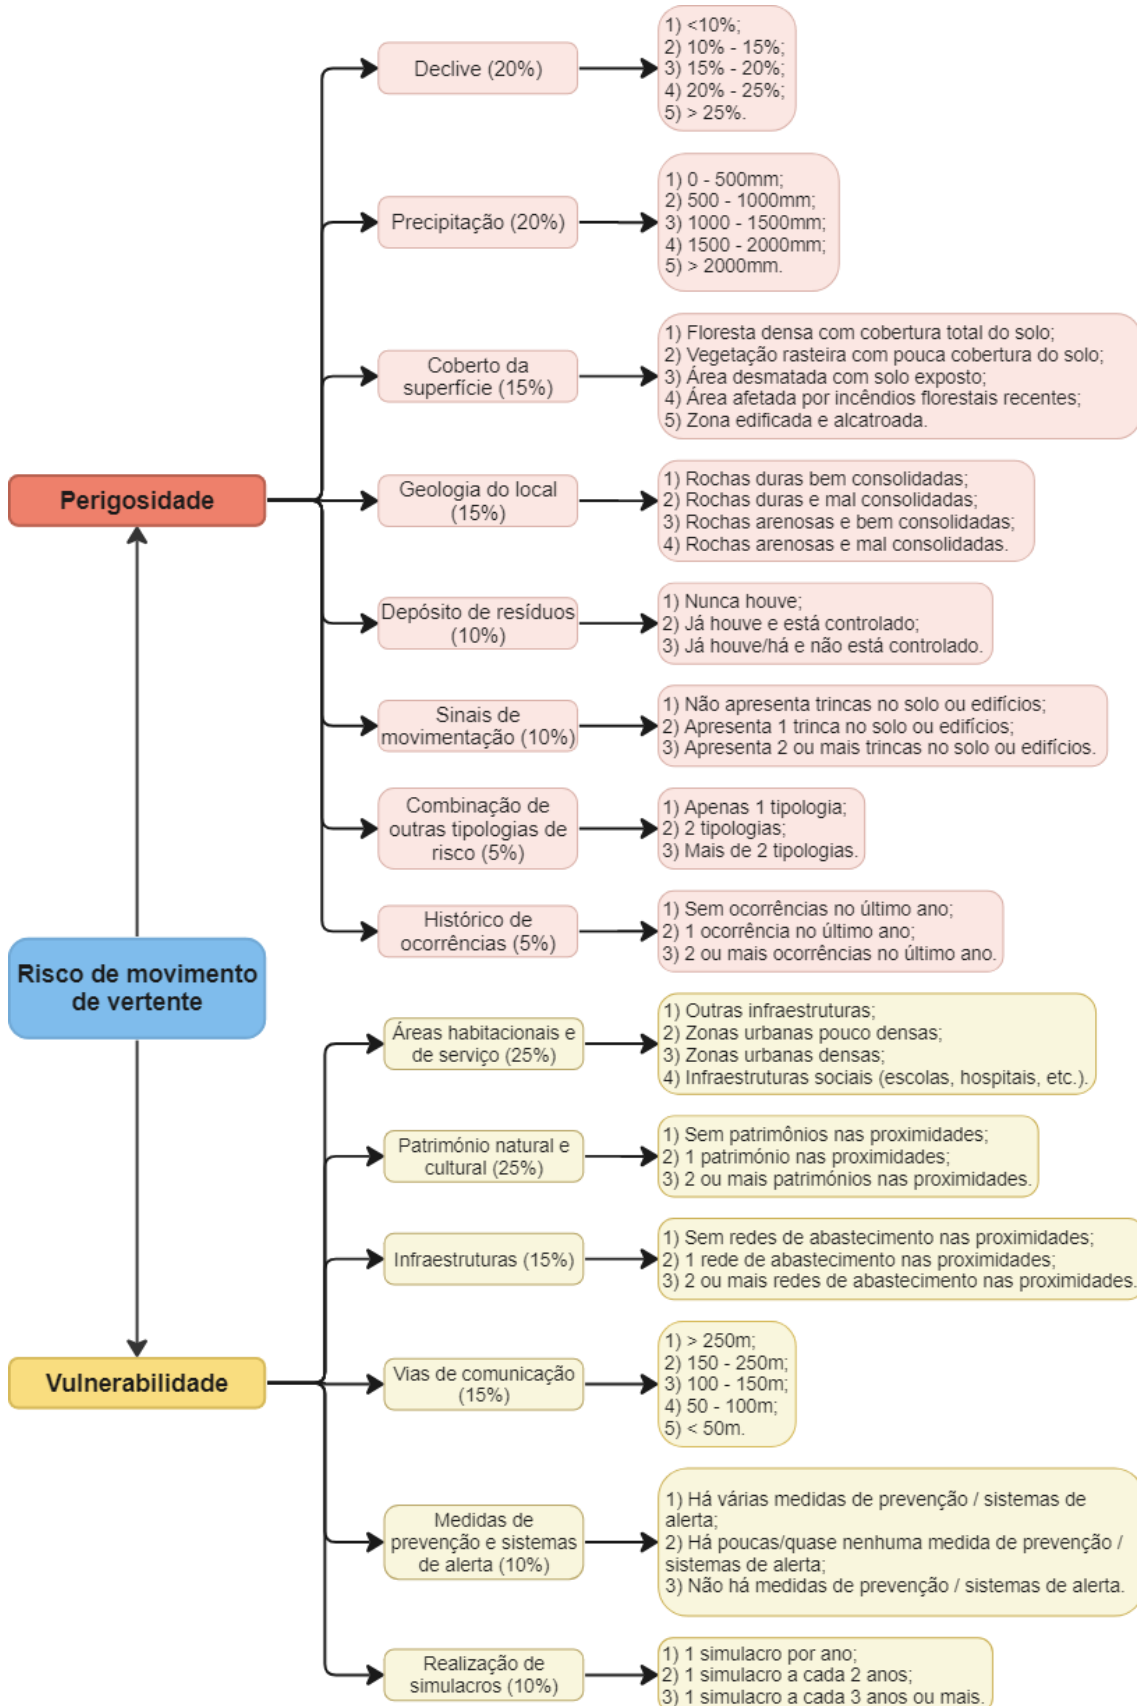 Risco de movimento
de vertente
Perigosidade
Declive (20%)
1) <10%;
2) 10% - 15%;
3) 15% - 20%;
4) 20% - 25%;
5) > 25%.
Precipitação (20%)
1) 0 - 500mm;
2) 500 - 1000mm;
3) 1000 - 1500mm;
4) 1500 - 2000mm;
5) > 2000mm.
Coberto da
superfície (15%)
1) Floresta densa com cobertura total do solo;
2) Vegetação rasteira com pouca cobertura do solo;
3) Área desmatada com solo exposto;
4) Área afetada por incêndios florestais recentes;
5) Zona edificada e alcatroada.
Geologia do local
(15%)
1) Rochas duras bem consolidadas;
2) Rochas duras e mal consolidadas;
3) Rochas arenosas e bem consolidadas;
4) Rochas arenosas e mal consolidadas.
Depósito de resíduos
(10%)
1) Nunca houve;
2) Já houve e está controlado;
3) Já houve/há e não está controlado.
Sinais de
movimentação (10%)
1) Não apresenta trincas no solo ou edifícios;
2) Apresenta 1 trinca no solo ou edifícios;
3) Apresenta 2 ou mais trincas no solo ou edifícios.
Combinação de
outras tipologias de
risco (5%)
1) Apenas 1 tipologia;
2) 2 tipologias;
3) Mais de 2 tipologias.
Histórico de
ocorrências (5%)
1) Sem ocorrências no último ano;
2) 1 ocorrência no último ano;
3) 2 ou mais ocorrências no último ano.
Vulnerabilidade
Áreas habitacionais e
de serviço (25%)
1) Outras infraestruturas;
2) Zonas urbanas pouco densas;
3) Zonas urbanas densas;
4) Infraestruturas sociais (escolas, hospitais, etc.).
Património natural e
cultural (25%)
1) Sem patrimônios nas proximidades;
2) 1 património nas proximidades;
3) 2 ou mais patrimónios nas proximidades.
Infraestruturas (15%)
1) Sem redes de abastecimento nas proximidades;
2) 1 rede de abastecimento nas proximidades;
3) 2 ou mais redes de abastecimento nas proximidades.
Vias de comunicação
(15%)
1) > 250m;
2) 150 - 250m;
3) 100 - 150m;
4) 50 - 100m;
5) < 50m.
Medidas de
prevenção e sistemas
de alerta (10%)
1) Há várias medidas de prevenção / sistemas de
alerta;
2) Há poucas/quase nenhuma medida de prevenção /
sistemas de alerta;
3) Não há medidas de prevenção / sistemas de alerta.
Realização de
simulacros (10%)
1) 1 simulacro por ano;
2) 1 simulacro a cada 2 anos;
3) 1 simulacro a cada 3 anos ou mais.